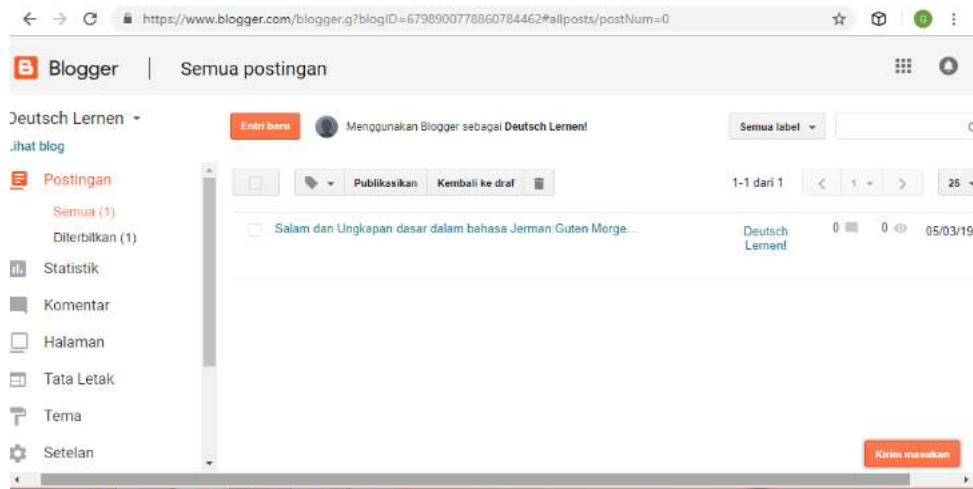 https://www.blogger.com/blogger.g?blogID=6798900778860784462#allposts/postNum=0
G
Blogger | Semua postingan
Deutsch Lernen
Lihat blog
Entri baru
Menggunakan Blogger sebagai Deutsch Lernen!
Semua label
Postingan
Semua (1)
Diterbitkan (1)
Statistik
Komentar
Halaman
Tata Letak
Tema
Setelan
Publikasikan Kembali ke draf
1-1 dari 1
1
25
Salam dan Ungkapan dasar dalam bahasa Jerman:Guten Morge...
Deutsch
Lernen!
0 0 05/03/19
Kirim masukan